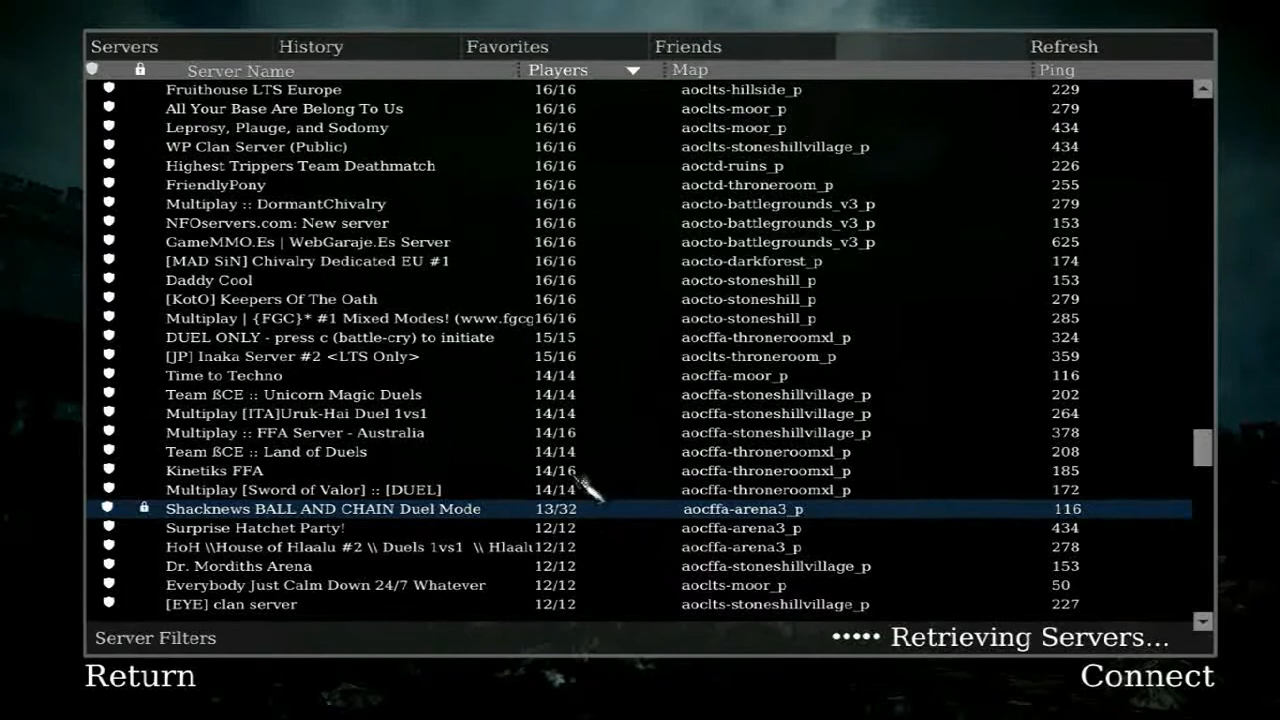 Servers History Favorites Friends Refresh
Server Name Players Map Ping
Fruithouse LTS Europe 16/16 aoclts-hillside_p 229
All Your Base Are Belong To Us 16/16 aoclts-moor_p 279
Leprosy, Plauge, and Sodomy 16/16 aoclts-moor_p 434
WP Clan Server (Public) 16/16 aoclts-stoneshillvillage_p 434
Highest Trippers Team Deathmatch 16/16 aoctd-ruins_p 226
FriendlyPony 16/16 aoctd-throneroom_p 255
Multiplay :: DormantChivalry 16/16 aocto-battlegrounds_v3_p 279
NFOservers.com: New server 16/16 aocto-battlegrounds_v3_p 153
GameMMO.Es | WebGaraje.Es Server 16/16 aocto-battlegrounds_v3_p 625
[MAD SiN] Chivalry Dedicated EU #1 16/16 aocto-darkforest_p 174
Daddy Cool 16/16 aocto-stoneshill_p 153
[KotO] Keepers Of The Oath 16/16 aocto-stoneshill_p 279
Multiplay | {FGC}* #1 Mixed Modes! (www.fgcg 16/16 aocto-stoneshill_p 285
DUEL ONLY - press c (battle-cry) to initiate 15/15 aocffa-throneroomxl_p 324
[JP] Inaka Server #2 <LTS Only> 15/16 aoclts-throneroom_p 359
Time to Techno 14/14 aocffa-moor_p 116
Team ßCE :: Unicorn Magic Duels 14/14 aocffa-stoneshillvillage_p 202
Multiplay [ITA]Uruk-Hai Duel 1vs1 14/14 aocffa-stoneshillvillage_p 264
Multiplay :: FFA Server - Australia 14/16 aocffa-stoneshillvillage_p 378
Team ßCE :: Land of Duels 14/14 aocffa-throneroomxl_p 208
Kinetiks FFA 14/16 aocffa-throneroomxl_p 185
Multiplay [Sword of Valor] :: [DUEL] 14/14 aocffa-throneroomxl_p 172
Shacknews BALL AND CHAIN Duel Mode 13/32 aocffa-arena3_p 116
Surprise Hatchet Party! 12/12 aocffa-arena3_p 434
HoH \\House of Hlaalu #2 \\ Duels 1vs1 \\ Hlaalu 12/12 aocffa-arena3_p 278
Dr. Mordiths Arena 12/12 aocffa-stoneshillvillage_p 153
Everybody Just Calm Down 24/7 Whatever 12/12 aoclts-moor_p 50
[EYE] clan server 12/12 aoclts-stoneshillvillage_p 227
Server Filters ••••• Retrieving Servers...
Return Connect